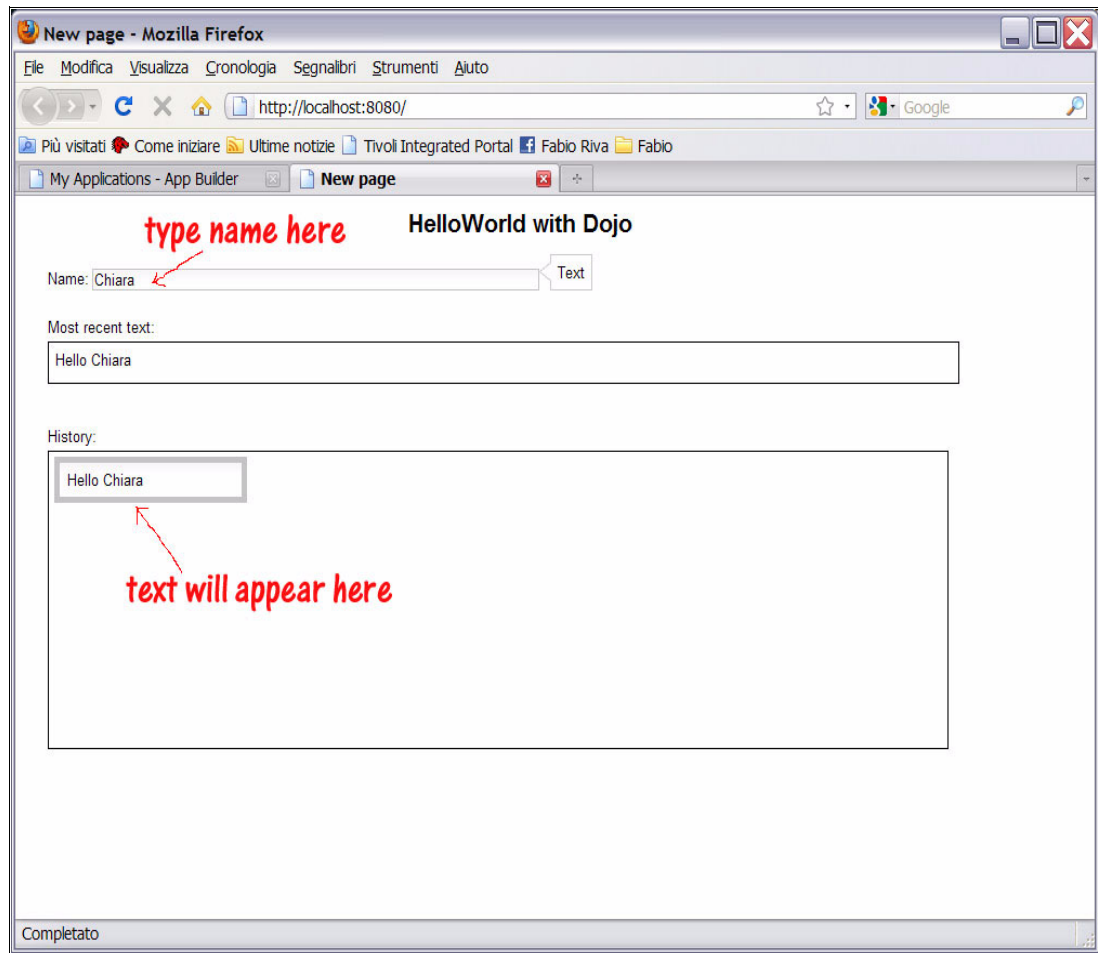 New page - Mozilla Firefox
File Modifica Visualizza Cronologia Segnalibri Strumenti Aiuto
http://localhost:8080/ Google
Più visitati Come iniziare Ultime notizie Tivoli Integrated Portal Fabio Riva Fabio
My Applications - App Builder New page
HelloWorld with Dojo
type name here
Name: Chiara Text
Most recent text:
Hello Chiara
History:
Hello Chiara
text will appear here
Completato